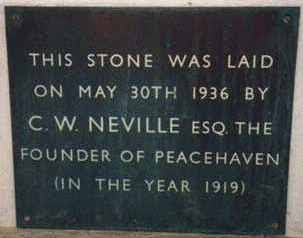 THIS STONE WAS LAID
ON MAY 30TH 1936 BY
C. W. NEVILLE ESQ. THE
FOUNDER OF PEACEHAVEN
(IN THE YEAR 1919)